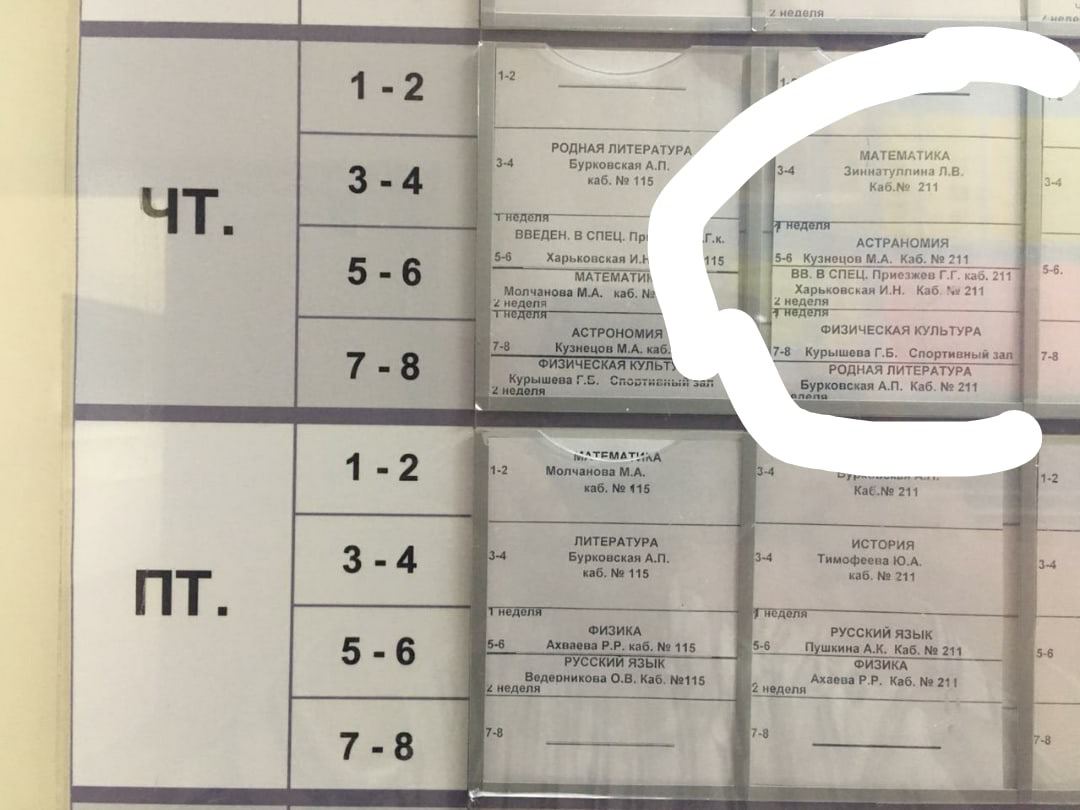 2 неделя
ЧТ.
1 - 2
3 - 4
5 - 6
7 - 8
1-2
3-4
РОДНАЯ ЛИТЕРАТУРА
Бурковская А.П.
каб. № 115
1 неделя
ВВЕДЕН. В СПЕЦ. Г.к.
5-6 Харьковская 115
МАТЕМАТИК
Молчанова М.А. каб. №
2 неделя
1 неделя
АСТРОНОМИЯ
7-8 Кузнецов М.А. каб.
ФИЗИЧЕСКАЯ
Курышева Г.Б. Спортивный зал
2 неделя
3-4
МАТЕМАТИКА
Зиннатуллина Л.В.
Каб.№ 211
1 неделя
АСТРАНОМИЯ
5-6 Кузнецов М.А. Каб. № 211
ВВ. В СПЕЦ. Приезжев Г.Г. каб. 211
Харьковская И.Н. Каб. № 211
2 неделя
1 неделя
ФИЗИЧЕСКАЯ КУЛЬТУРА
7-8 Курышева Г.Б. Спортивный зал
РОДНАЯ ЛИТЕРАТУРА
Бурковская А.П. Каб. № 211
3-4
5-6.
7-8
ПТ.
1 - 2
3 - 4
5 - 6
7 - 8
МАТЕМАТИКА
1-2 Молчанова М.А.
каб. № 115
ЛИТЕРАТУРА
3-4 Бурковская А.П.
каб. № 115
1 неделя
ФИЗИКА
5-6 Ахваева Р.Р. каб. № 115
РУССКИЙ ЯЗЫК
Ведерникова О.В. Каб. №115
2 неделя
7-8
3-4
Каб.№ 211
ИСТОРИЯ
3-4 Тимофеева Ю.А.
каб. № 211
1 неделя
РУССКИЙ ЯЗЫК
5-6 Пушкина А.К. Каб. № 211
ФИЗИКА
Ахаева Р.Р. Каб. № 211
2 неделя
7-8
1-2
3-4
5-6
7-8